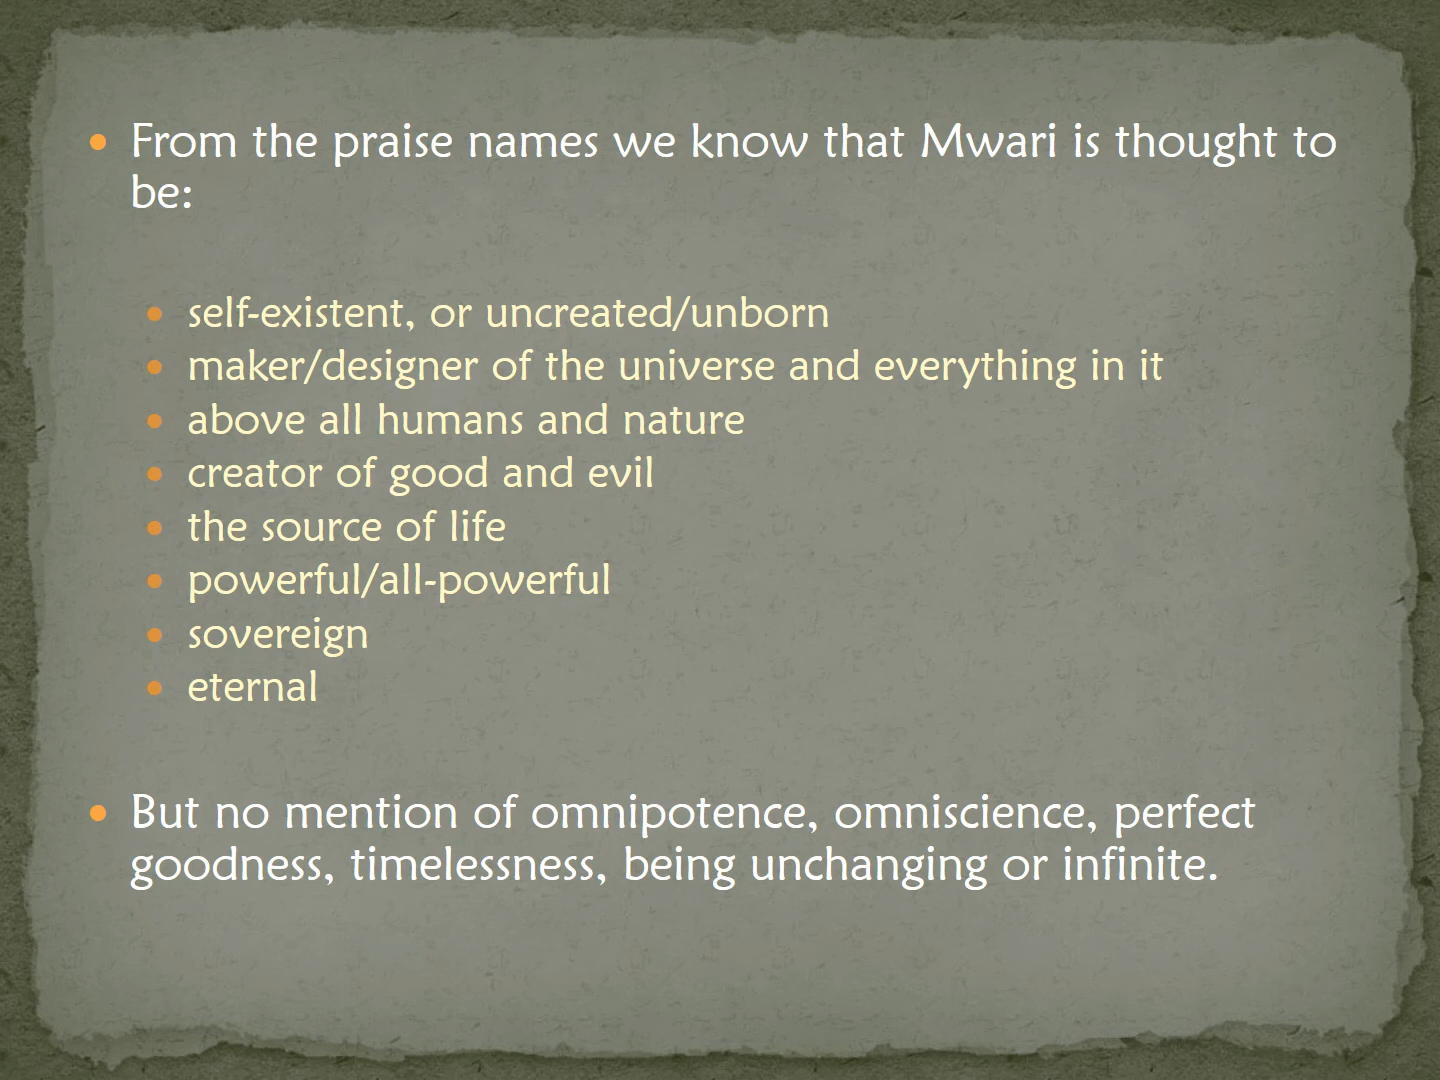 From the praise names we know that Mwari is thought to
be:
self-existent, or uncreated/unborn
maker/designer of the universe and everything in it
above all humans and nature
creator of good and evil
the source of life
powerful/all-powerful
sovereign
eternal
But no mention of omnipotence, omniscience, perfect
goodness, timelessness, being unchanging or infinite.